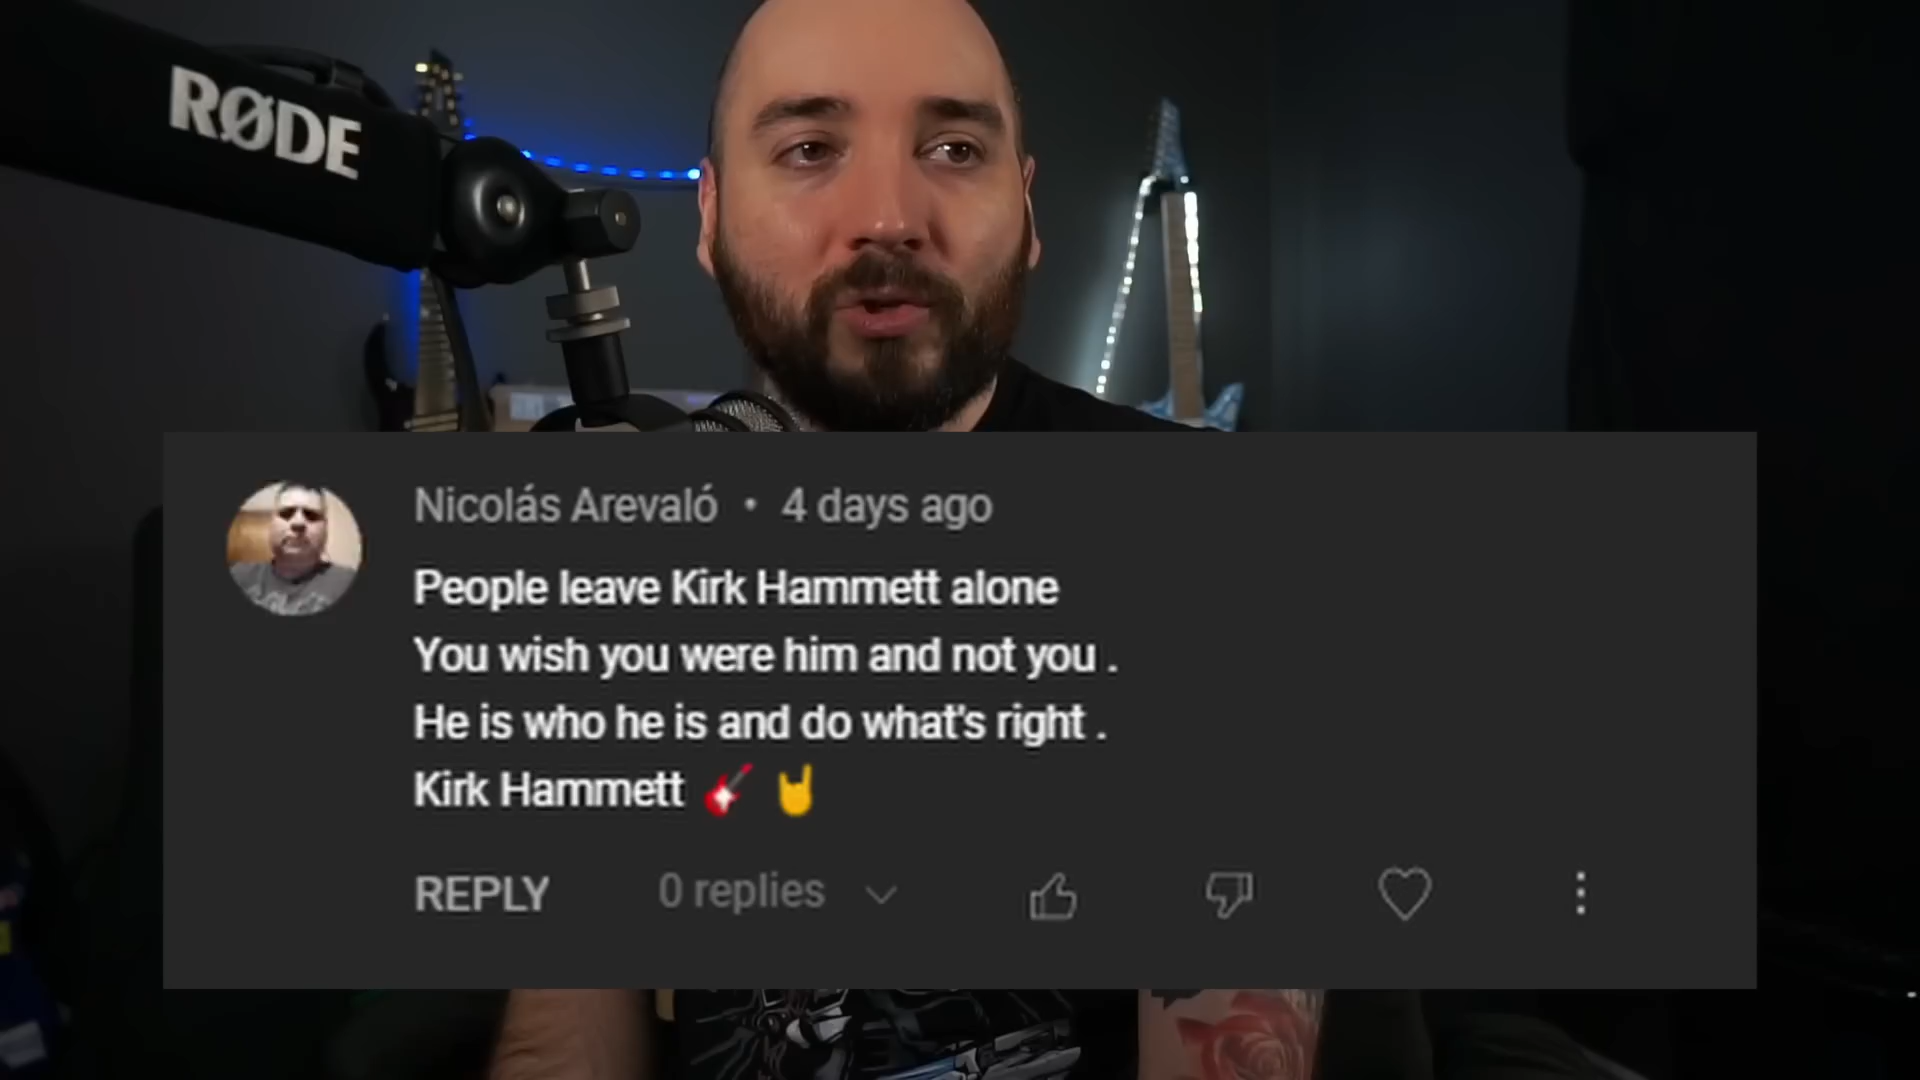 RØDE
Nicolás Arevaló • 4 days ago
People leave Kirk Hammett alone
You wish you were him and not you .
He is who he is and do what's right .
Kirk Hammett 🎸 🤘
REPLY 0 replies